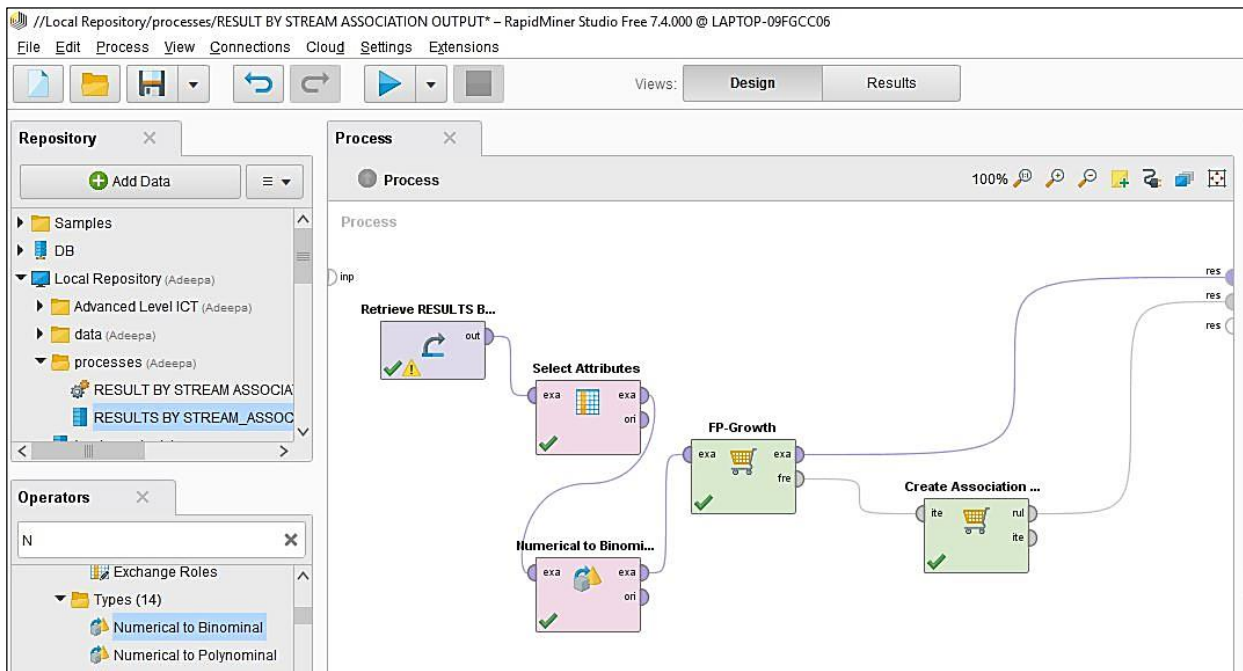 //Local Repository/processes/RESULT BY STREAM ASSOCIATION OUTPUT* – RapidMiner Studio Free 7.4.000 @ LAPTOP-09FGCC06
File Edit Process View Connections Cloud Settings Extensions
Views: Design Results
Repository
Add Data
Samples
DB
Local Repository (Adeepa)
Advanced Level ICT (Adeepa)
data (Adeepa)
processes (Adeepa)
RESULT BY STREAM ASSOCIA
RESULTS BY STREAM_ASSOC
Operators
N
Exchange Roles
Types (14)
Numerical to Binominal
Numerical to Polynominal
Process
Process
100%
Process
inp
res
res
res
Retrieve RESULTS B...
out
Select Attributes
exa exa
ori
FP-Growth
exa exa
fre
Create Association ...
ite rul
ite
Numerical to Binomi...
exa exa
ori